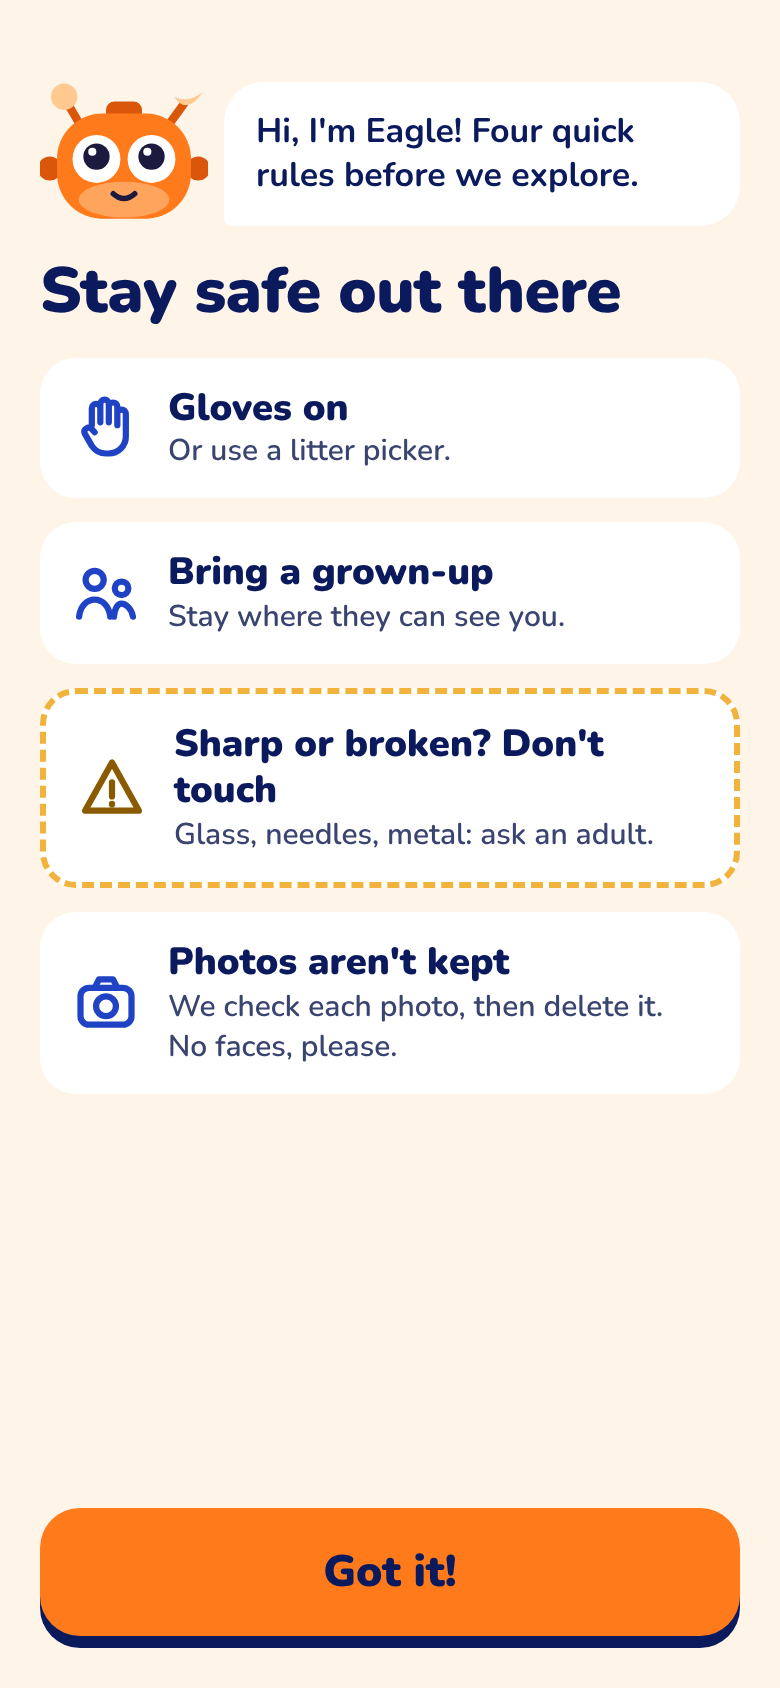 Hi, I'm Eagle! Four quick
rules before we explore.
Stay safe out there
Gloves on
Or use a litter picker.
Bring a grown-up
Stay where they can see you.
Sharp or broken? Don't
touch
Glass, needles, metal: ask an adult.
Photos aren't kept
We check each photo, then delete it.
No faces, please.
Got it!